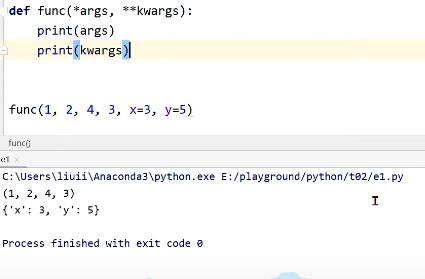 def func(*args, **kwargs):
    print(args)
    print(kwargs)
func(1, 2, 4, 3, x=3, y=5)
func()
e1 ×
C:\Users\liuii\Anaconda3\python.exe E:/playground/python/t02/e1.py
(1, 2, 4, 3)
{'x': 3, 'y': 5}
Process finished with exit code 0